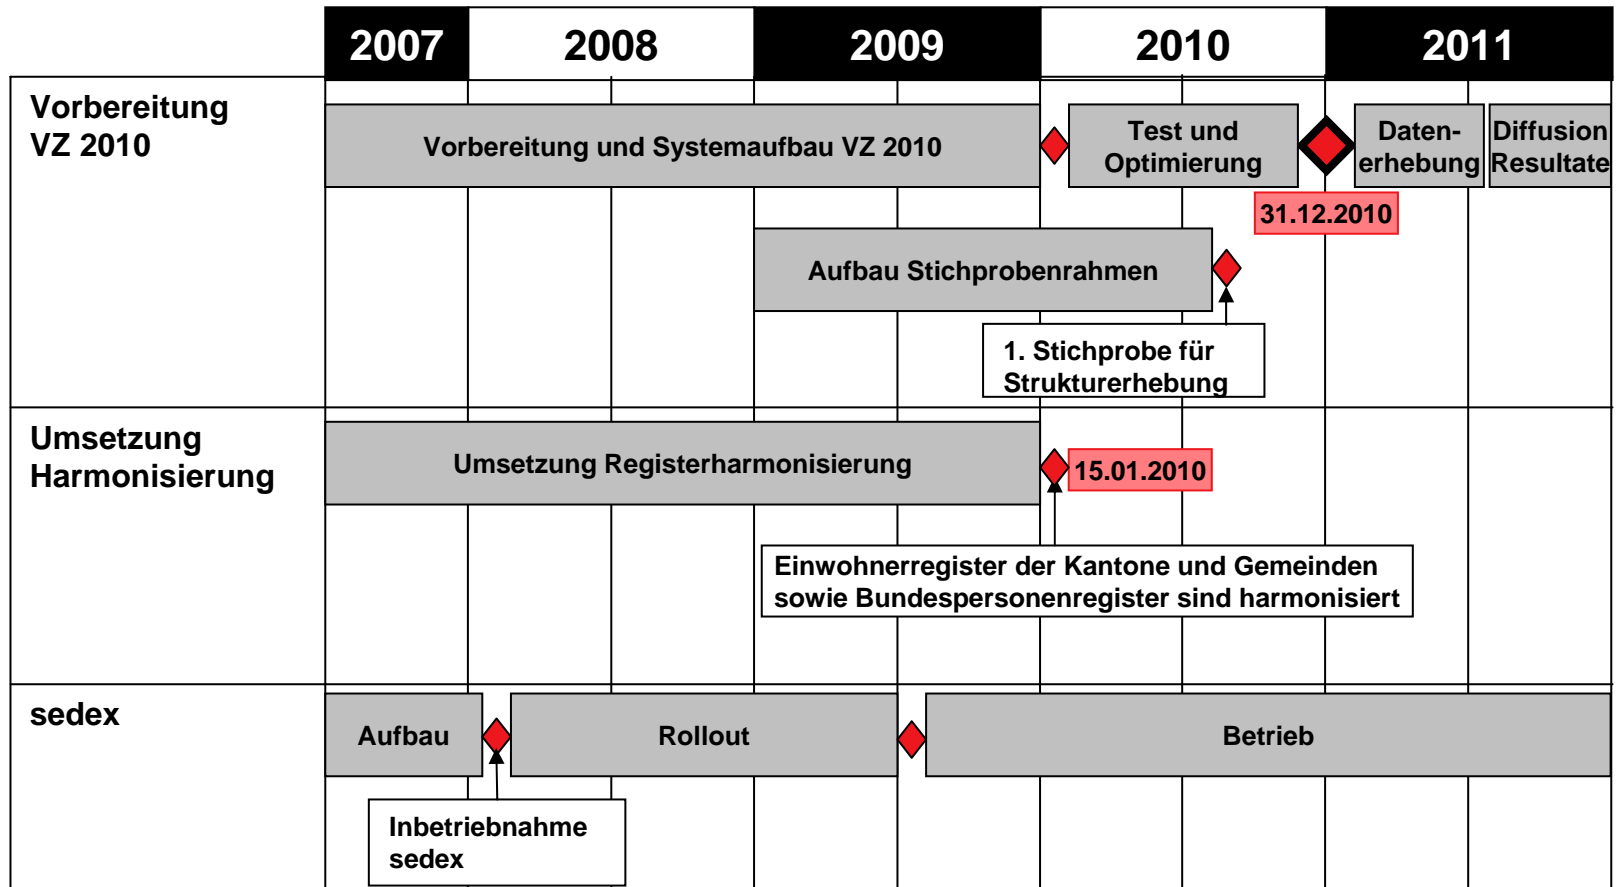 2007 2008 2009 2010 2011
Vorbereitung
VZ 2010
Vorbereitung und Systemaufbau VZ 2010
Test und
Optimierung
Daten-
erhebung
Diffusion
Resultate
31.12.2010
Aufbau Stichprobenrahmen
1. Stichprobe für
Strukturerhebung
Umsetzung
Harmonisierung
Umsetzung Registerharmonisierung
15.01.2010
Einwohnerregister der Kantone und Gemeinden
sowie Bundespersonenregister sind harmonisiert
sedex
Aufbau
Rollout
Betrieb
Inbetriebnahme
sedex